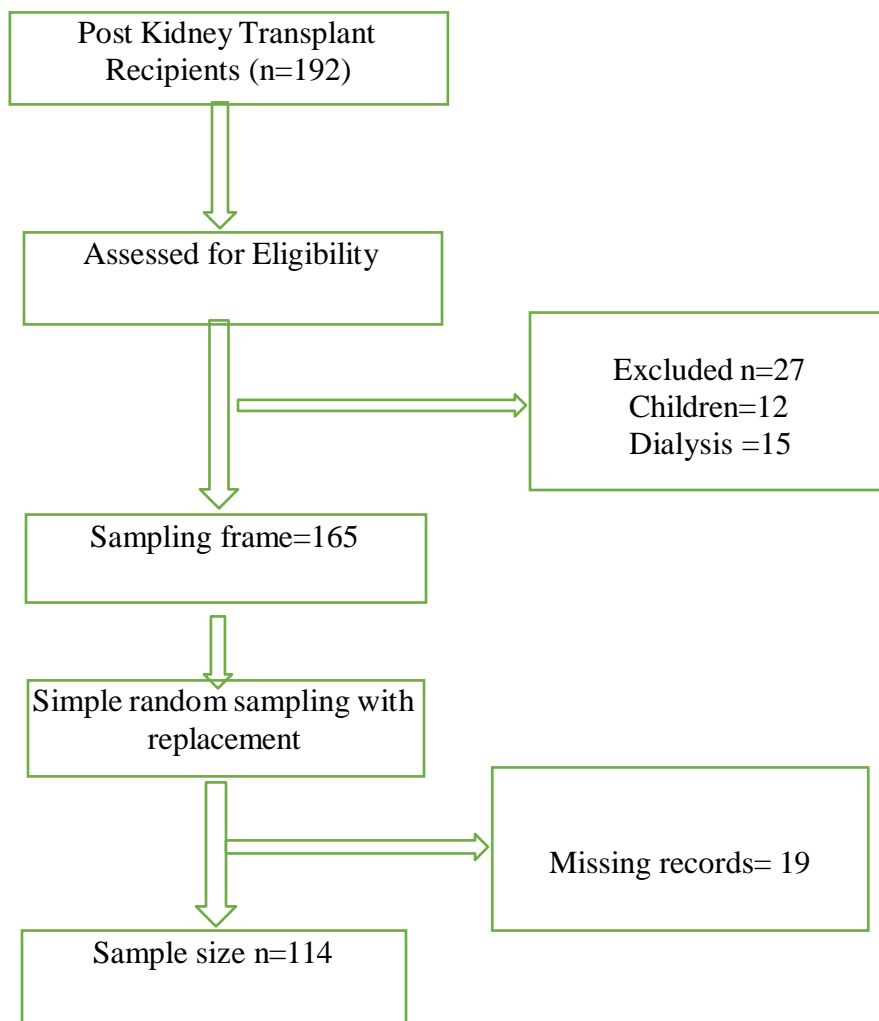 Post Kidney Transplant
Recipients (n=192)
Assessed for Eligibility
Excluded n=27
Children=12
Dialysis =15
Sampling frame=165
Simple random sampling with
replacement
Missing records= 19
Sample size n=114